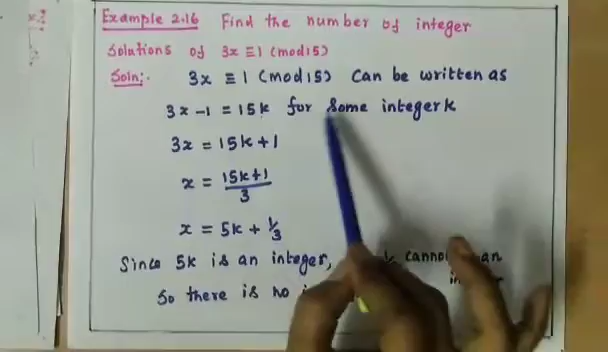 Example 2.16 Find the number of integer
Solutions of 3x ≡ 1 (mod 15)
Soln:- 3x ≡ 1 (mod 15) Can be written as
3x - 1 = 15k for some integer k
3x = 15k + 1
x = 15k+1/3
x = 5k + 1/3
Since 5k is an integer, cannot an
So there is no